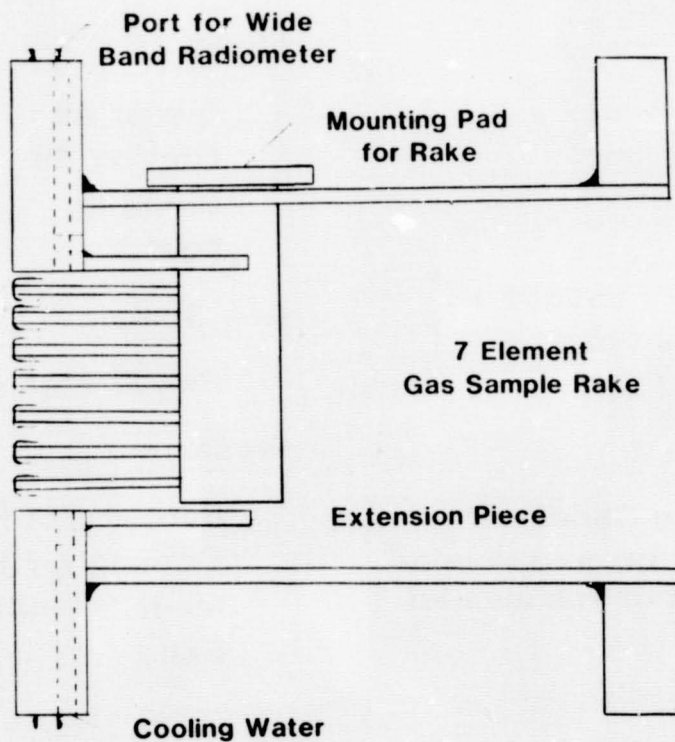 Port for Wide
Band Radiometer
Mounting Pad
for Rake
7 Element
Gas Sample Rake
Extension Piece
Cooling Water